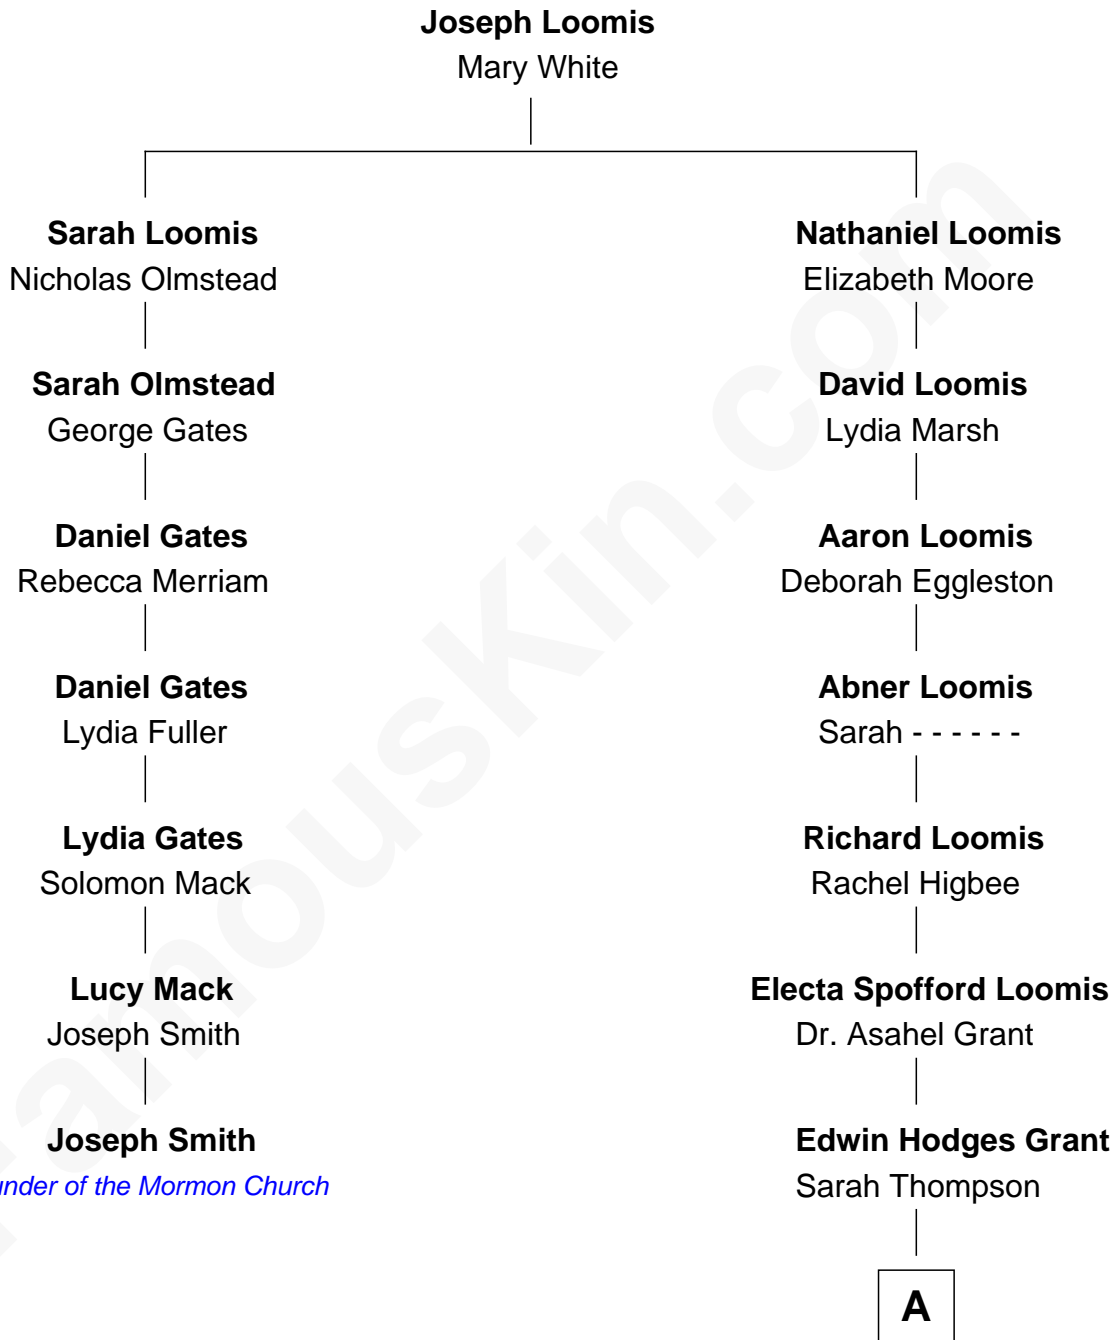 Joseph Loomis
Mary White
Sarah Loomis
Nicholas Olmstead
Sarah Olmstead
George Gates
Daniel Gates
Rebecca Merriam
Daniel Gates
Lydia Fuller
Lydia Gates
Solomon Mack
Lucy Mack
Joseph Smith
Joseph Smith
under of the Mormon Church
Nathaniel Loomis
Elizabeth Moore
David Loomis
Lydia Marsh
Aaron Loomis
Deborah Eggleston
Abner Loomis
Sarah - - - - - -
Richard Loomis
Rachel Higbee
Electa Spofford Loomis
Dr. Asahel Grant
Edwin Hodges Grant
Sarah Thompson
A
FamousKin.com